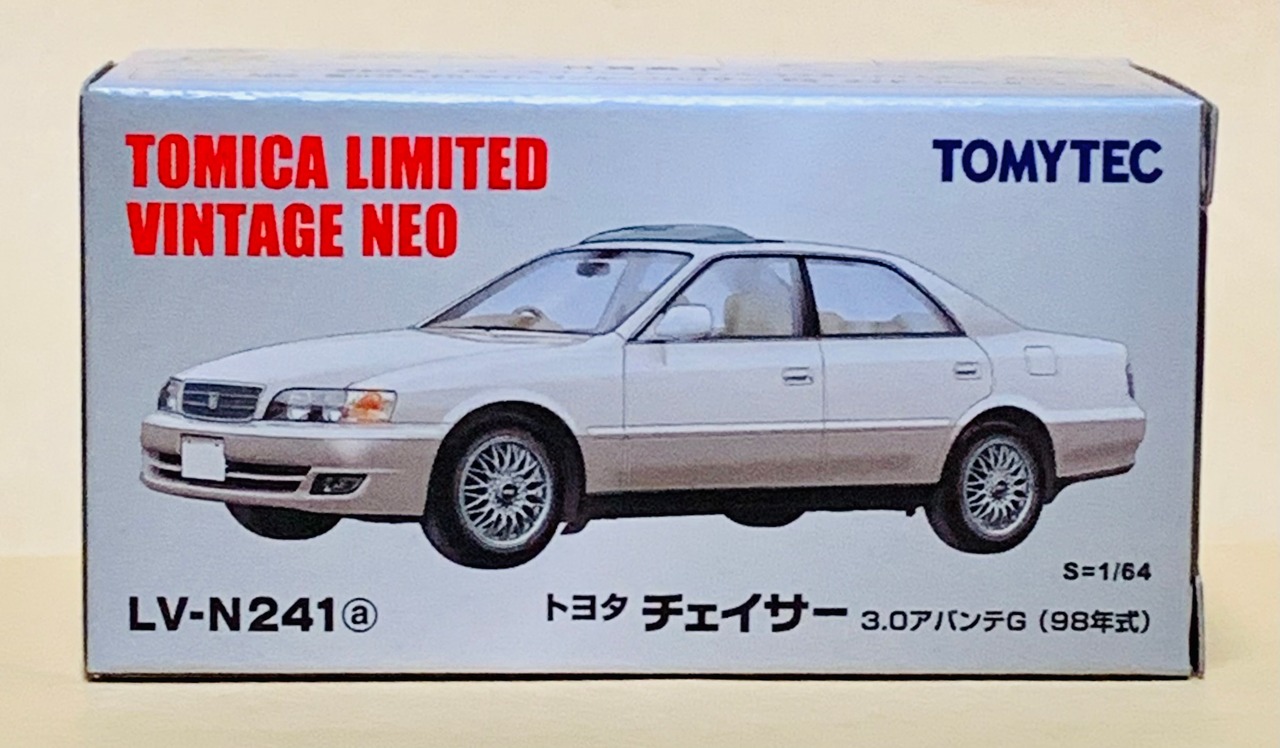 TOMICA LIMITED
VINTAGE NEO
TOMYTEC
S=1/64
LV-N241ⓐ
トヨタ チェイサー 3.0アバンテG（98年式）